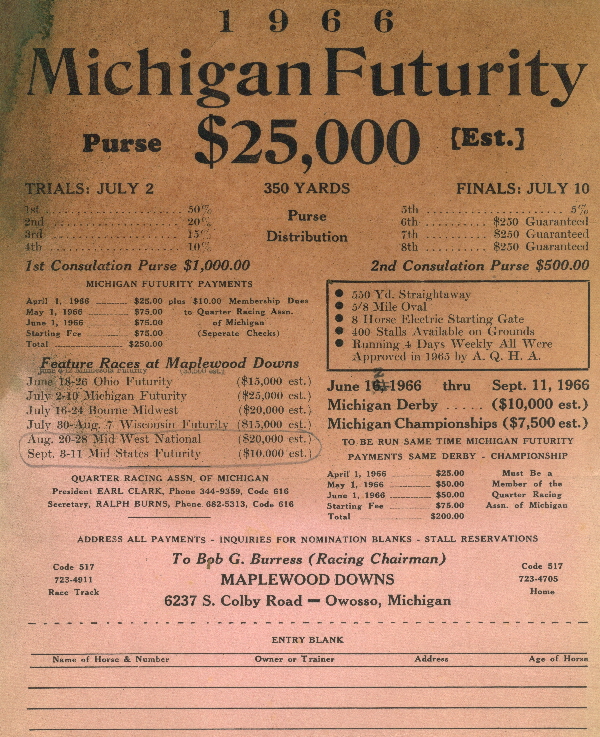 1 9 6 6
Michigan Futurity
Purse $25,000 [Est.]
TRIALS: JULY 2 350 YARDS FINALS: JULY 10
1st .................... 50%
2nd .................... 20%
3rd .................... 15%
4th .................... 10%
Purse
Distribution
5th .................... 5%
6th .......... $250 Guaranteed
7th .......... $250 Guaranteed
8th .......... $250 Guaranteed
1st Consulation Purse $1,000.00 2nd Consulation Purse $500.00
MICHIGAN FUTURITY PAYMENTS
April 1, 1966 .......... $25.00 plus $10.00 Membership Dues
May 1, 1966 .......... $75.00 to Quarter Racing Assn.
June 1, 1966 .......... $75.00 of Michigan
Starting Fee .......... $75.00 (Seperate Checks)
Total .......... $250.00
● 550 Yd. Straightaway
● 5/8 Mile Oval
● 8 Horse Electric Starting Gate
● 400 Stalls Available on Grounds
● Running 4 Days Weekly All Were
Approved in 1965 by A. Q. H. A.
Feature Races at Maplewood Downs
June 18-26 Ohio Futurity ($15,000 est.)
July 2-10 Michigan Futurity ($25,000 est.)
July 16-24 Bourne Midwest ($20,000 est.)
July 30-Aug. 7 Wisconsin Futurity ($15,000 est.)
Aug. 20-28 Mid West National ($20,000 est.)
Sept. 8-11 Mid States Futurity ($10,000 est.)
June 1966 thru Sept. 11, 1966
Michigan Derby ..... ($10,000 est.)
Michigan Championships ($7,500 est.)
TO BE RUN SAME TIME MICHIGAN FUTURITY
PAYMENTS SAME DERBY - CHAMPIONSHIP
April 1, 1966 .......... $25.00 Must Be a
May 1, 1966 .......... $50.00 Member of the
June 1, 1966 .......... $50.00 Quarter Racing
Starting Fee .......... $75.00 Assn. of Michigan
Total .......... $200.00
QUARTER RACING ASSN. OF MICHIGAN
President EARL CLARK, Phone 344-9359, Code 616
Secretary, RALPH BURNS, Phone 682-5313, Code 616
ADDRESS ALL PAYMENTS - INQUIRIES FOR NOMINATION BLANKS - STALL RESERVATIONS
To Bob G. Burress (Racing Chairman)
Code 517 MAPLEWOOD DOWNS Code 517
723-4911 723-4705
Race Track Home
6237 S. Colby Road — Owosso, Michigan
ENTRY BLANK
Name of Horse & Number Owner or Trainer Address Age of Horse